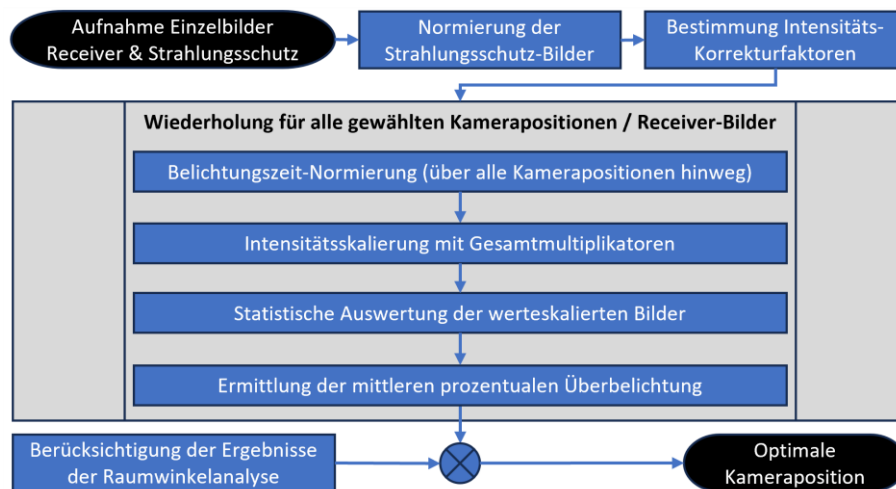 Aufnahme Einzelbilder
Receiver & Strahlungsschutz
Normierung der
Strahlungsschutz-Bilder
Bestimmung Intensitäts-
Korrekturfaktoren
Wiederholung für alle gewählten Kamerapositionen / Receiver-Bilder
Belichtungszeit-Normierung (über alle Kamerapositionen hinweg)
Intensitätsskalierung mit Gesamtmultiplikatoren
Statistische Auswertung der werteskalierten Bilder
Ermittlung der mittleren prozentualen Überbelichtung
Berücksichtigung der Ergebnisse
der Raumwinkelanalyse
Optimale
Kameraposition